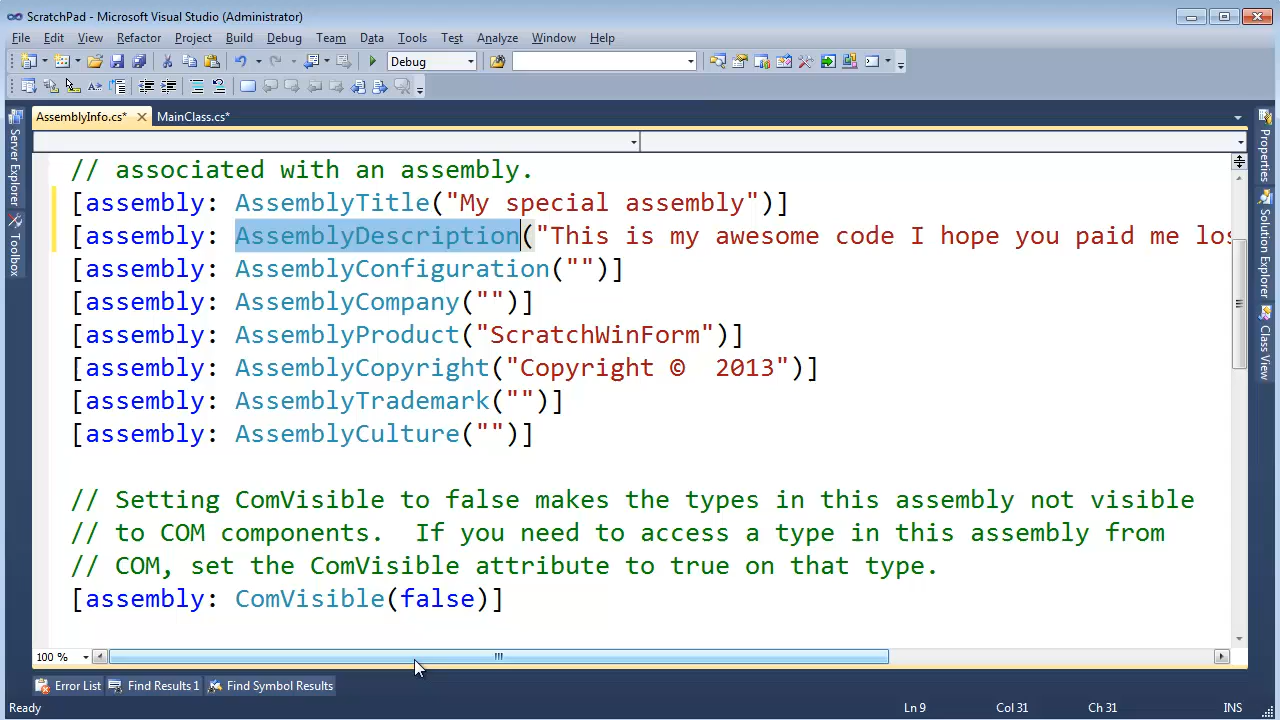 ScratchPad - Microsoft Visual Studio (Administrator)
File Edit View Refactor Project Build Debug Team Data Tools Test Analyze Window Help
Debug
AssemblyInfo.cs* MainClass.cs*
Server Explorer
Toolbox
Properties
Solution Explorer
Class View
// associated with an assembly.
[assembly: AssemblyTitle("My special assembly")]
[assembly: AssemblyDescription("This is my awesome code I hope you paid me los
[assembly: AssemblyConfiguration("")]
[assembly: AssemblyCompany("")]
[assembly: AssemblyProduct("ScratchWinForm")]
[assembly: AssemblyCopyright("Copyright ©  2013")]
[assembly: AssemblyTrademark("")]
[assembly: AssemblyCulture("")]
// Setting ComVisible to false makes the types in this assembly not visible
// to COM components.  If you need to access a type in this assembly from
// COM, set the ComVisible attribute to true on that type.
[assembly: ComVisible(false)]
100 %
Error List Find Results 1 Find Symbol Results
Ready Ln 9 Col 31 Ch 31 INS